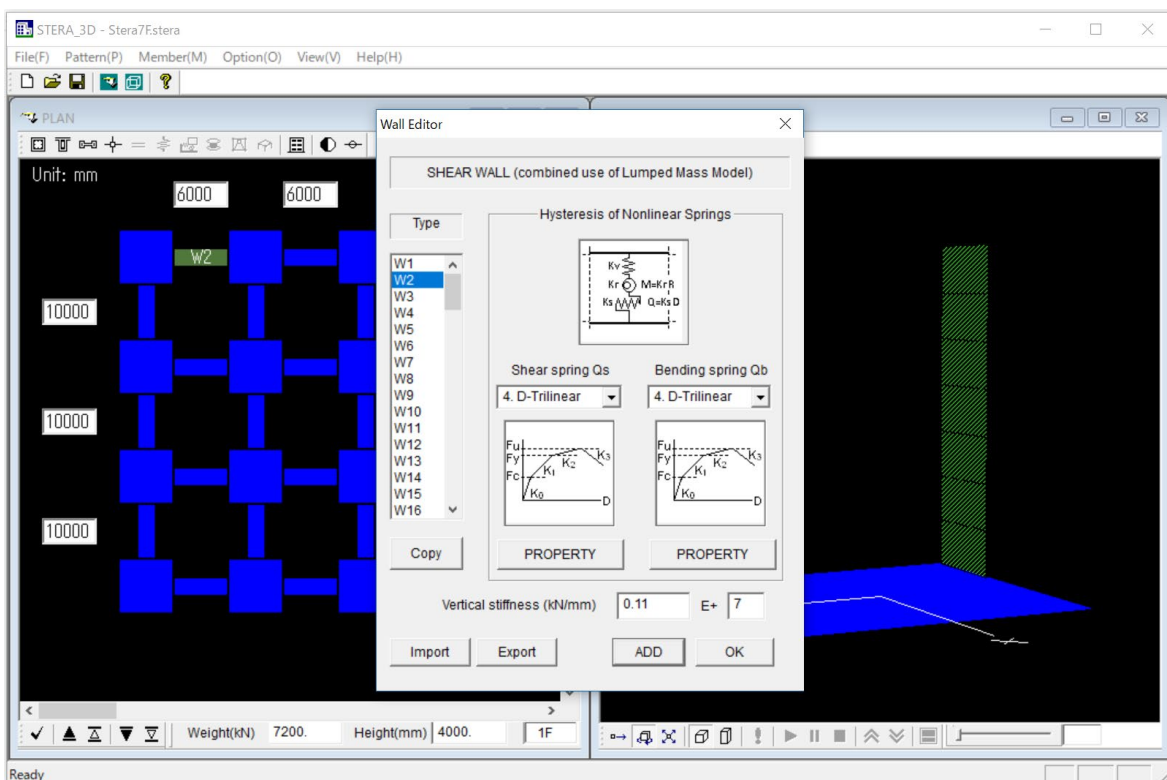 STERA_3D - Stera7F.stera
File(F) Pattern(P) Member(M) Option(O) View(V) Help(H)
PLAN
Unit: mm
6000 6000
W2
10000
10000
10000
Wall Editor
SHEAR WALL (combined use of Lumped Mass Model)
Type
W1
W2
W3
W4
W5
W6
W7
W8
W9
W10
W11
W12
W13
W14
W15
W16
Copy
Hysteresis of Nonlinear Springs
Kv
Kr M=KrR
Ks Q=KsD
Shear spring Qs Bending spring Qb
4. D-Trilinear 4. D-Trilinear
Fu
Fy
Fc
K0
K1
K2
K3
D
Fu
Fy
Fc
K0
K1
K2
K3
D
PROPERTY PROPERTY
Vertical stiffness (kN/mm) 0.11 E+ 7
Import Export ADD OK
Weight(kN) 7200. Height(mm) 4000. 1F
Ready